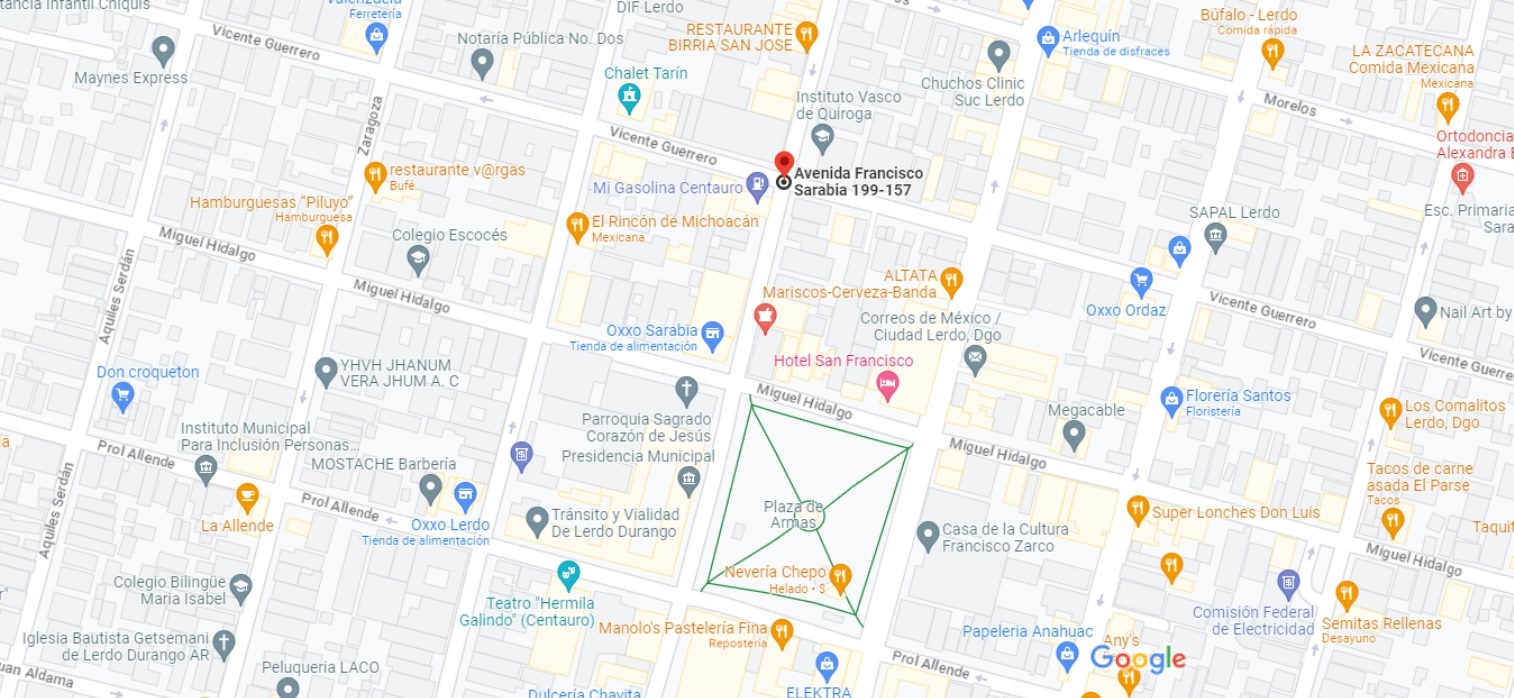 tancia Infantil Chiquis
Valenzuela
Ferretería
DIF Lerdo
RESTAURANTE
BIRRIA SAN JOSE
Arlequín
Tienda de disfraces
Búfalo - Lerdo
Comida rápida
LA ZACATECANA
Comida Mexicana
Mexicana
Maynes Express
Vicente Guerrero
Notaría Pública No. Dos
Chalet Tarín
Instituto Vasco
de Quiroga
Chuchos Clinic
Suc Lerdo
Morelos
Ortodoncia
Alexandra
Zaragoza
Vicente Guerrero
restaurante v@rgas
Bufé
Mi Gasolina Centauro
Avenida Francisco
Sarabia 199-157
Hamburguesas “Piluyo”
Hamburguesa
El Rincón de Michoacán
Mexicana
SAPAL Lerdo
Esc. Primaria
Sara
Miguel Hidalgo
Colegio Escocés
Aquiles Serdán
Miguel Hidalgo
ALTATA
Mariscos-Cerveza-Banda
Oxxo Ordaz
Vicente Guerrero
Nail Art by
Oxxo Sarabia
Tienda de alimentación
Correos de México /
Ciudad Lerdo, Dgo
Hotel San Francisco
Vicente Guerre
Don croqueton
YHVH JHANUM
VERA JHUM A. C
Miguel Hidalgo
Florería Santos
Floristería
Megacable
Los Comalitos
Lerdo, Dgo
Parroquia Sagrado
Corazón de Jesús
Presidencia Municipal
Instituto Municipal
Para Inclusión Personas...
Prol Allende
MOSTACHE Barbería
Miguel Hidalgo
Tacos de carne
asada El Parse
Tacos
Aquiles Serdán
Prol Allende
La Allende
Oxxo Lerdo
Tienda de alimentación
Tránsito y Vialidad
De Lerdo Durango
Plaza de
Armas
Casa de la Cultura
Francisco Zarco
Super Lonches Don Luis
Taquit
Miguel Hidalgo
Colegio Bilingüe
Maria Isabel
Nevería Chepo
Helado · $
Teatro "Hermila
Galindo" (Centauro)
Comisión Federal
de Electricidad
Semitas Rellenas
Desayuno
Iglesia Bautista Getsemani
de Lerdo Durango AR
Manolo's Pastelería Fina
Repostería
Papeleria Anahuac
Any's
Google
Peluqueria LACO
uan Aldama
Prol Allende
Dulcería Chavita
ELEKTRA